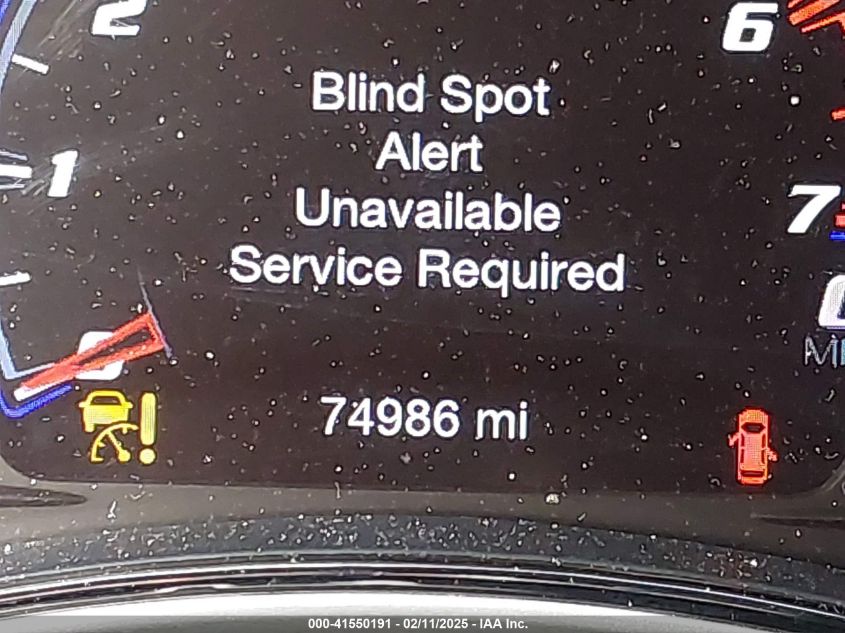 2
6
Blind Spot
Alert
1
Unavailable
7
Service Required
0
74986 mi
!
000-41550191 - 02/11/2025 - IAA Inc.